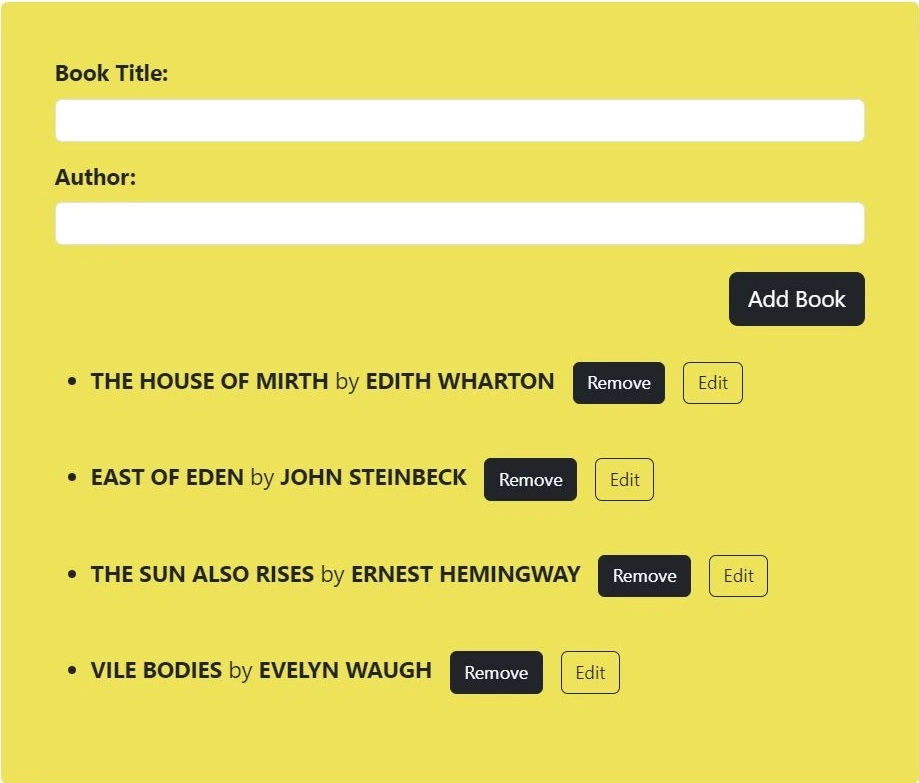 Book Title:
Author:
Add Book
• THE HOUSE OF MIRTH by EDITH WHARTON Remove Edit
• EAST OF EDEN by JOHN STEINBECK Remove Edit
• THE SUN ALSO RISES by ERNEST HEMINGWAY Remove Edit
• VILE BODIES by EVELYN WAUGH Remove Edit